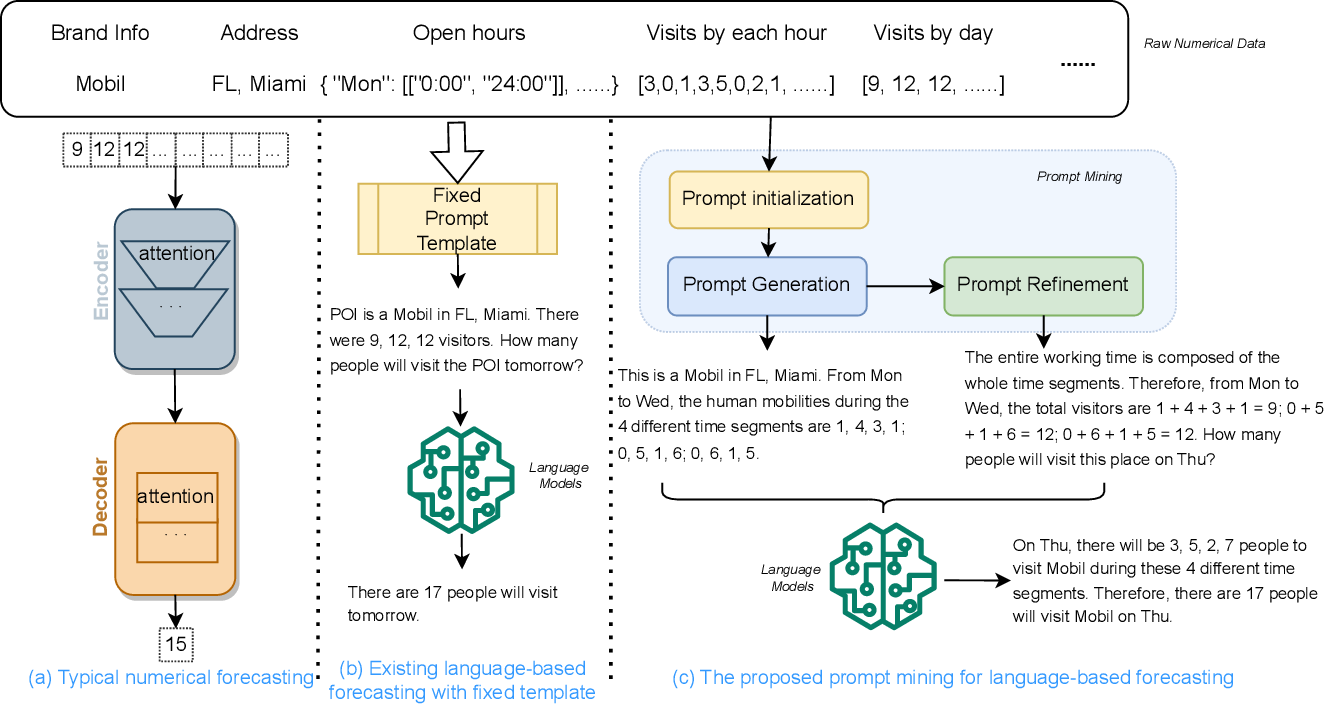 Brand Info
Address
Open hours
Visits by each hour
Visits by day
Mobil
FL, Miami
{ "Mon": [["0:00", "24:00"]], ......}
[3,0,1,3,5,0,2,1, ......]
[9, 12, 12, ......]
......
Raw Numerical Data
9 12 12 ... ... ... ... ...
Encoder
attention
. . .
Decoder
attention
. . .
15
(a) Typical numerical forecasting
Fixed
Prompt
Template
POI is a Mobil in FL, Miami. There
were 9, 12, 12 visitors. How many
people will visit the POI tomorrow?
Language
Models
There are 17 people will visit
tomorrow.
(b) Existing language-based
forecasting with fixed template
Prompt Mining
Prompt initialization
Prompt Generation
Prompt Refinement
This is a Mobil in FL, Miami. From Mon
to Wed, the human mobilities during the
4 different time segments are 1, 4, 3, 1;
0, 5, 1, 6; 0, 6, 1, 5.
The entire working time is composed of the
whole time segments. Therefore, from Mon to
Wed, the total visitors are 1 + 4 + 3 + 1 = 9; 0 + 5
+ 1 + 6 = 12; 0 + 6 + 1 + 5 = 12. How many
people will visit this place on Thu?
Language
Models
On Thu, there will be 3, 5, 2, 7 people to
visit Mobil during these 4 different time
segments. Therefore, there are 17 people
will visit Mobil on Thu.
(c) The proposed prompt mining for language-based forecasting